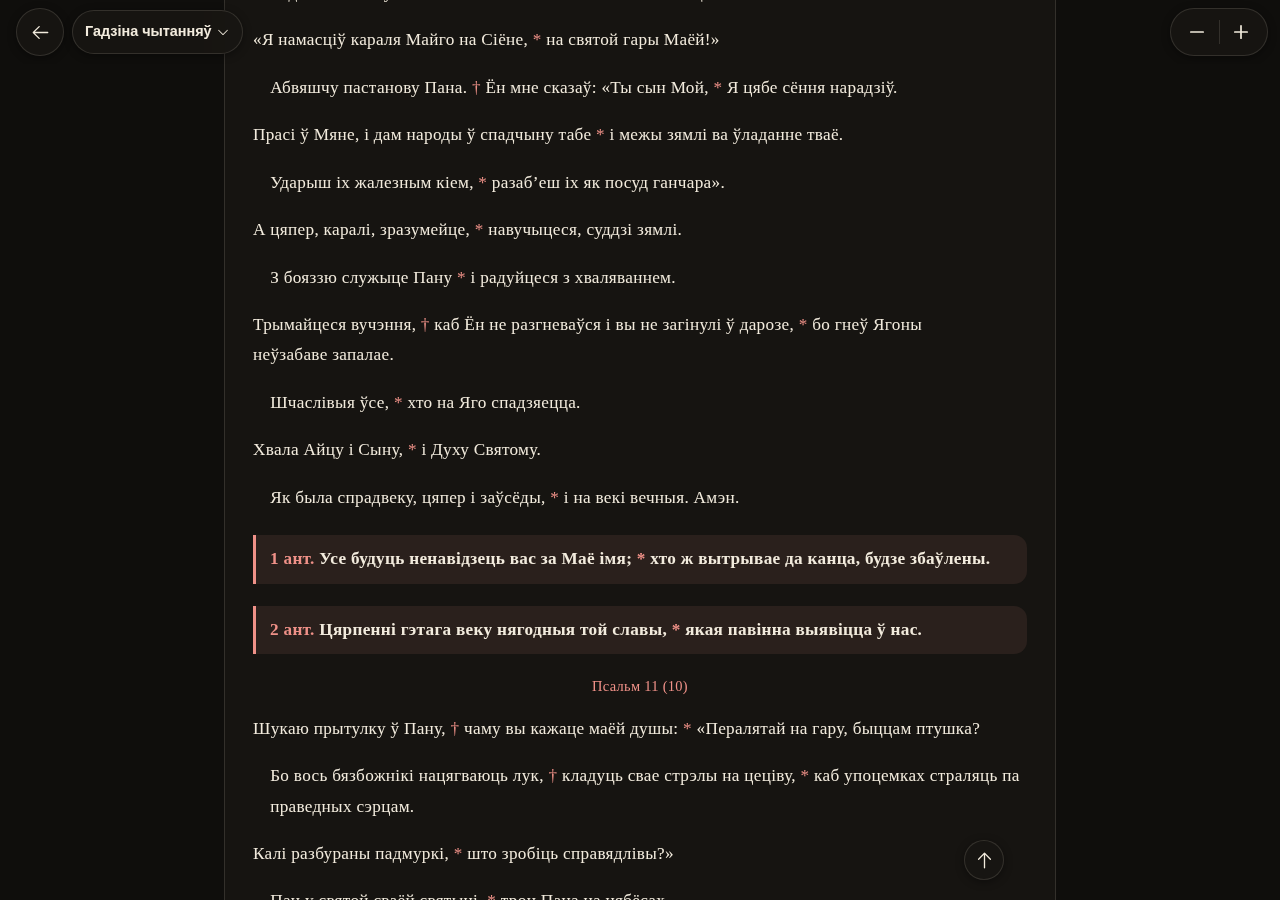 Гадзіна чытанняў
«Я намасціў караля Майго на Сіёне, * на святой гары Маёй!»
Абвяшчу пастанову Пана. † Ён мне сказаў: «Ты сын Мой, * Я цябе сёння нарадзіў.
Прасі ў Мяне, і дам народы ў спадчыну табе * і межы зямлі ва ўладанне тваё.
Ударыш іх жалезным кіем, * разаб’еш іх як посуд ганчара».
А цяпер, каралі, зразумейце, * навучыцеся, суддзі зямлі.
З бояззю служыце Пану * і радуйцеся з хваляваннем.
Трымайцеся вучэння, † каб Ён не разгневаўся і вы не загінулі ў дарозе, * бо гнеў Ягоны
неўзабаве запалае.
Шчаслівыя ўсе, * хто на Яго спадзяецца.
Хвала Айцу і Сыну, * і Духу Святому.
Як была спрадвеку, цяпер і заўсёды, * і на векі вечныя. Амэн.
1 ант. Усе будуць ненавідзець вас за Маё імя; * хто ж вытрывае да канца, будзе збаўлены.
2 ант. Цярпенні гэтага веку нягодныя той славы, * якая павінна выявіцца ў нас.
Псальм 11 (10)
Шукаю прытулку ў Пану, † чаму вы кажаце маёй душы: * «Пералятай на гару, быццам птушка?
Бо вось бязбожнікі нацягваюць лук, † кладуць свае стрэлы на цеціву, * каб упоцемках страляць па
праведных сэрцам.
Калі разбураны падмуркі, * што зробіць справядлівы?»
Пан у святой сваёй святыні, * трон Пана на нябёсах.